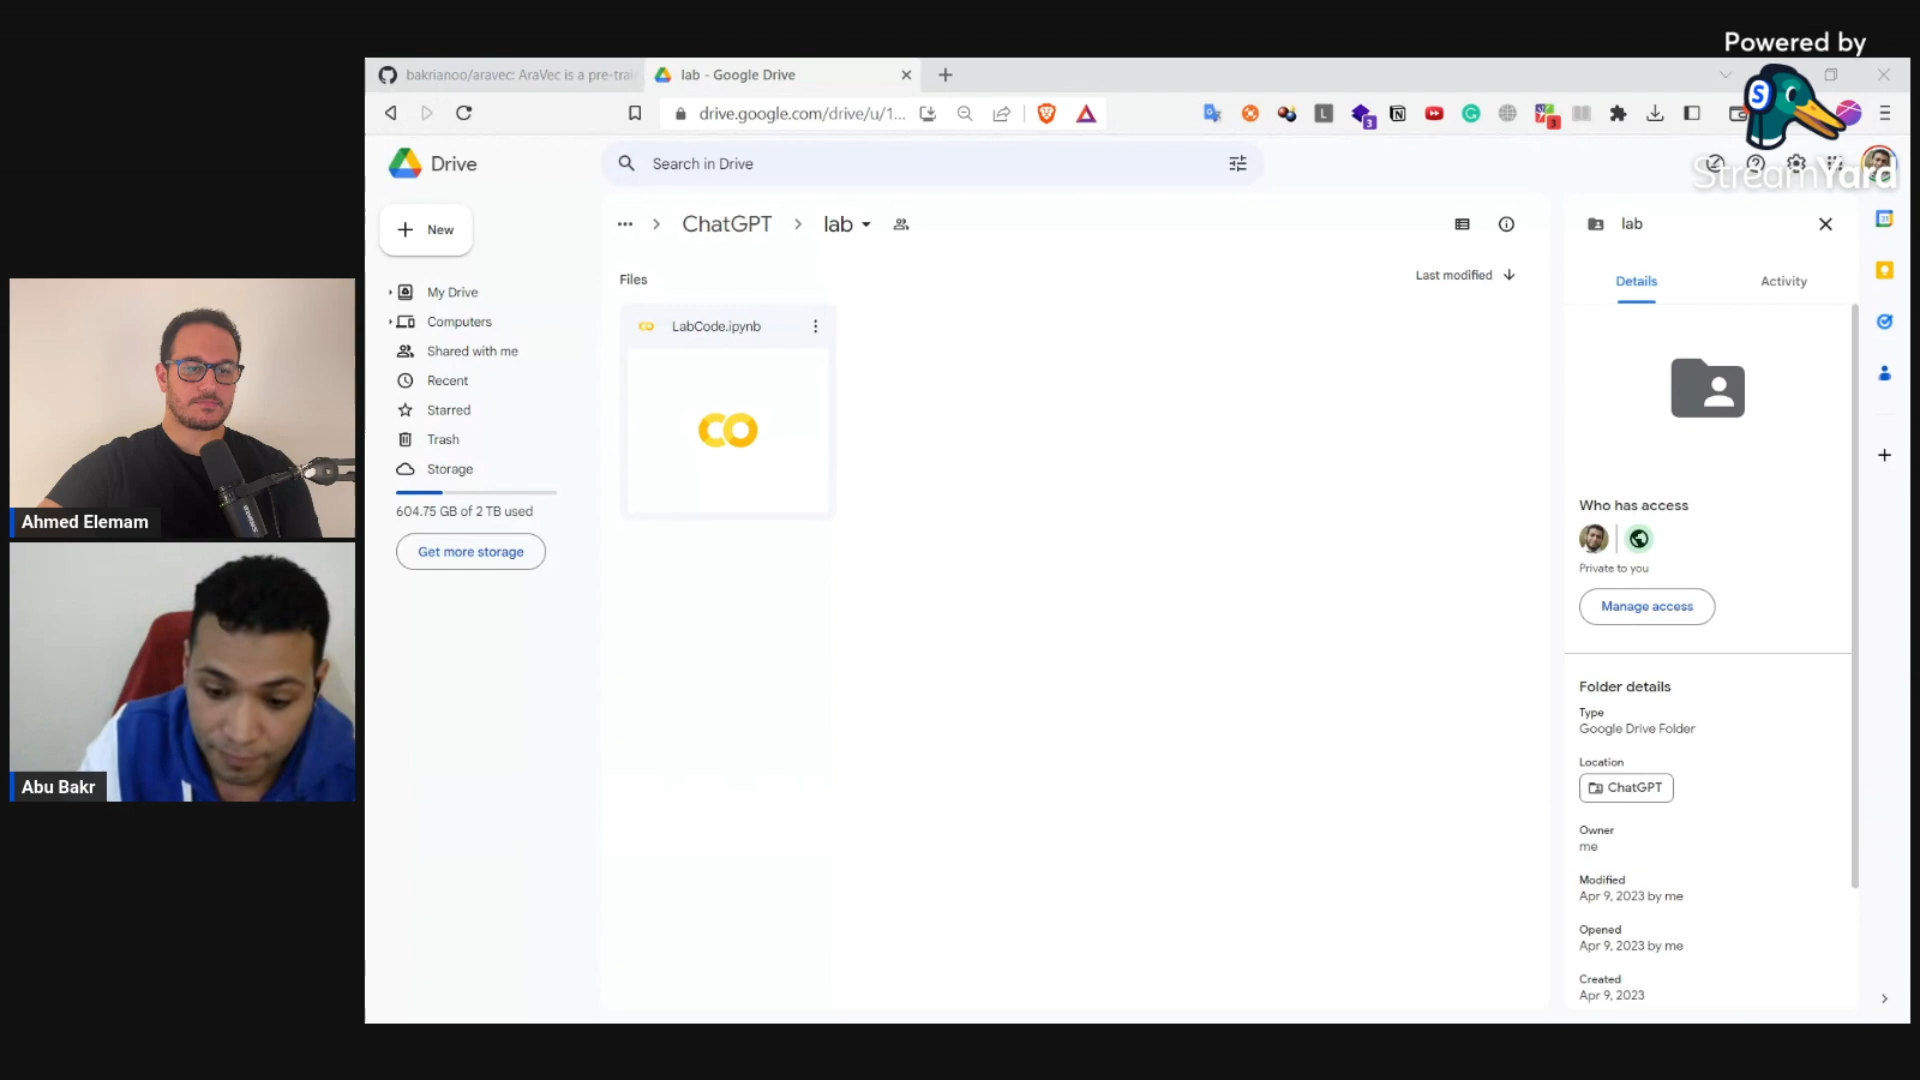 Powered by
StreamYard
bakrianoo/aravec: AraVec is a pre-trai
lab - Google Drive
drive.google.com/drive/u/1...
L
3
3
Drive
Search in Drive
New
My Drive
Computers
Shared with me
Recent
Starred
Trash
Storage
604.75 GB of 2 TB used
Get more storage
ChatGPT
lab
Files
Last modified
LabCode.ipynb
lab
Details
Activity
Who has access
Private to you
Manage access
Folder details
Type
Google Drive Folder
Location
ChatGPT
Owner
me
Modified
Apr 9, 2023 by me
Opened
Apr 9, 2023 by me
Created
Apr 9, 2023
Ahmed Elemam
Abu Bakr